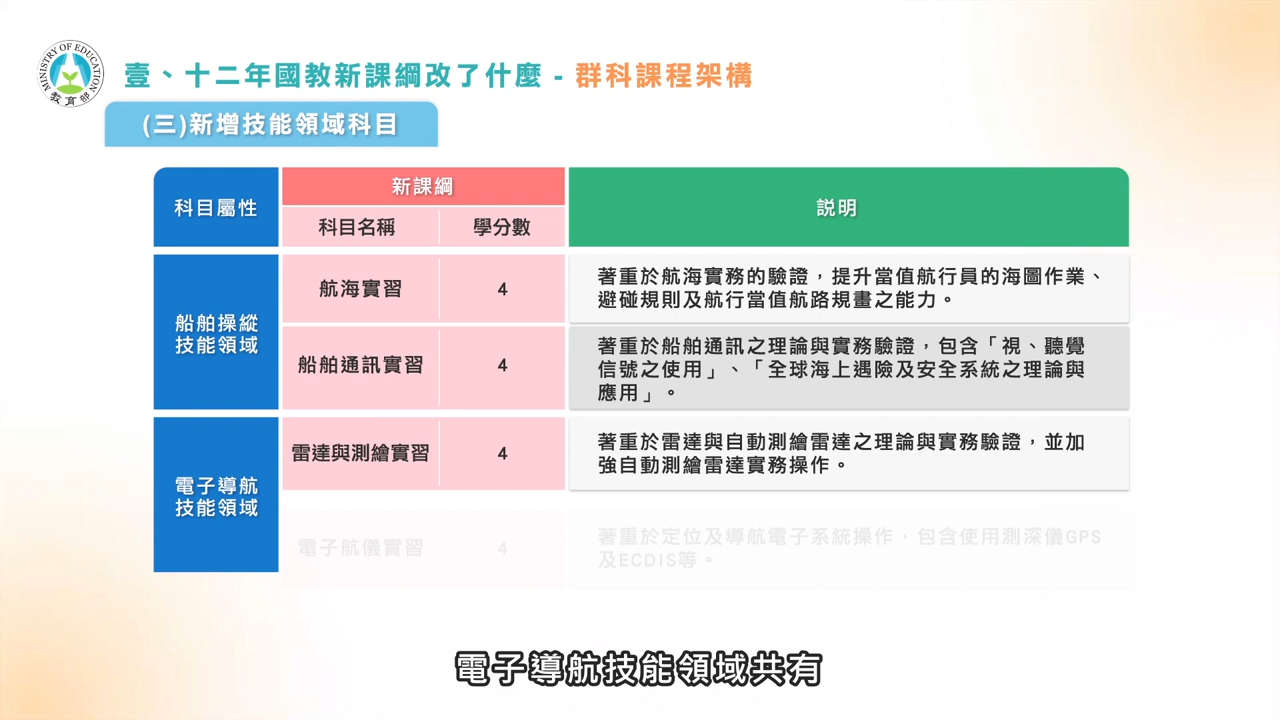 MINISTRY OF EDUCATION
教育部
壹、十二年國教新課綱改了什麼 - 群科課程架構
(三)新增技能領域科目
科目屬性
新課綱
說明
科目名稱
學分數
船舶操縱
技能領域
航海實習
4
著重於航海實務的驗證，提升當值航行員的海圖作業、
避碰規則及航行當值航路規畫之能力。
船舶通訊實習
4
著重於船舶通訊之理論與實務驗證，包含「視、聽覺
信號之使用」、「全球海上遇險及安全系統之理論與
應用」。
電子導航
技能領域
雷達與測繪實習
4
著重於雷達與自動測繪雷達之理論與實務驗證，並加
強自動測繪雷達實務操作。
電子航儀實習
4
著重於定位及導航電子系統操作，包含使用測深儀GPS
及ECDIS等。
電子導航技能領域共有